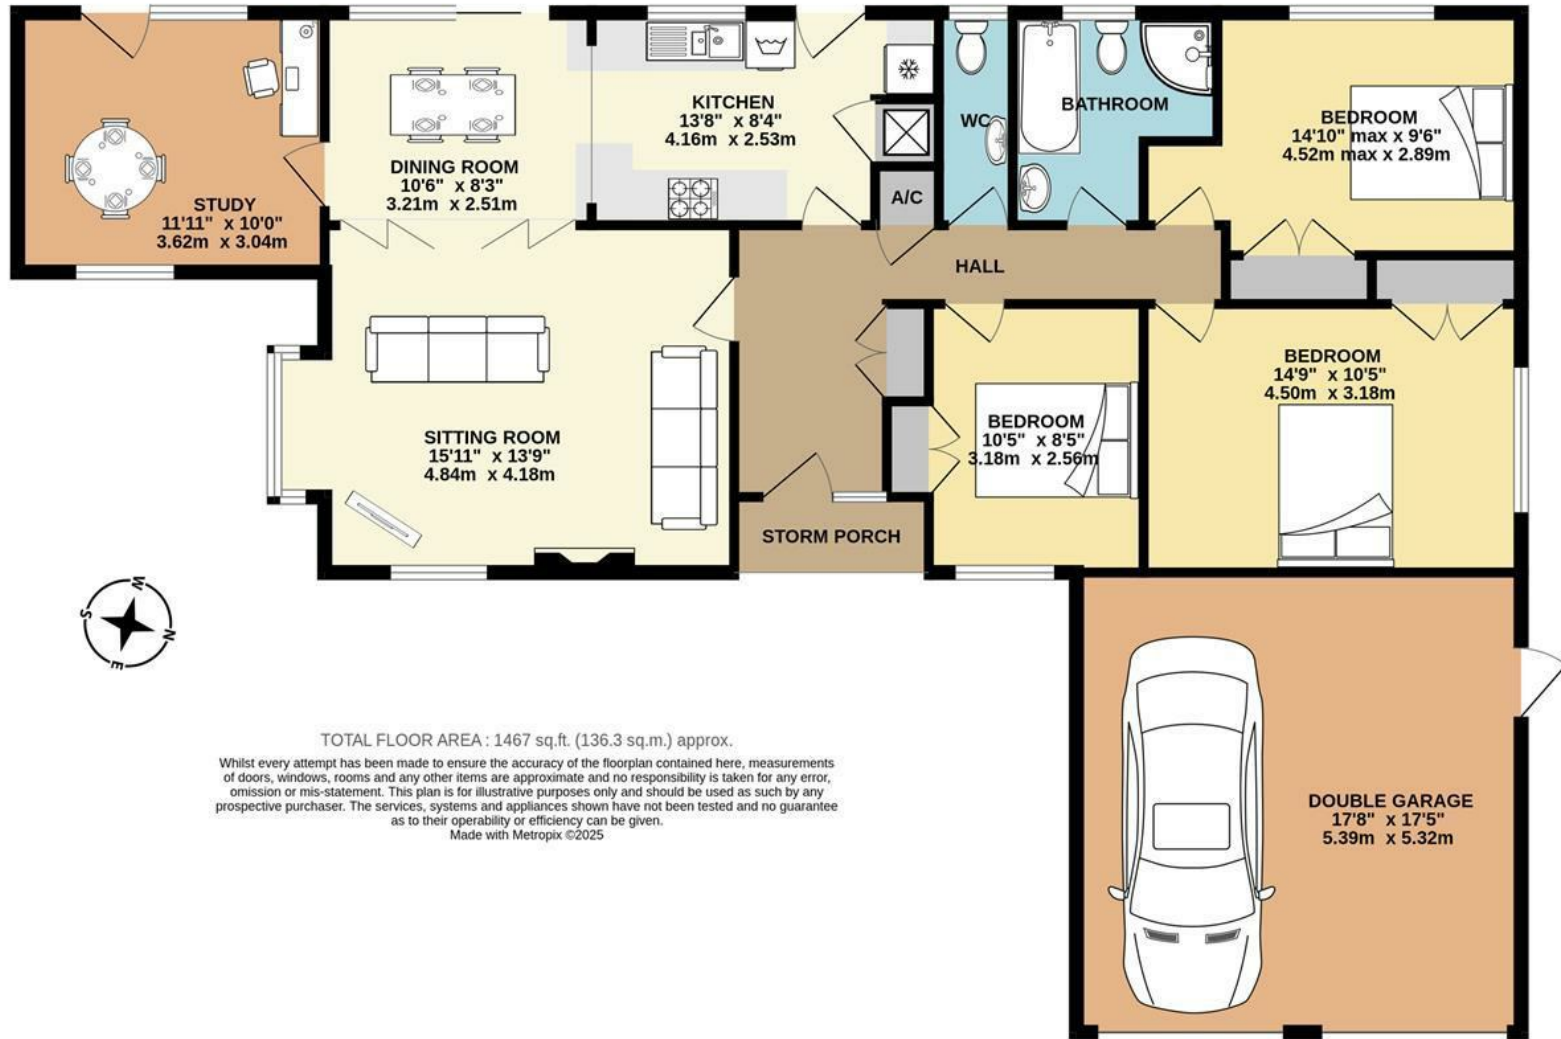 STUDY
11'11" x 10'0"
3.62m x 3.04m
DINING ROOM
10'6" x 8'3"
3.21m x 2.51m
KITCHEN
13'8" x 8'4"
4.16m x 2.53m
WC
BATHROOM
BEDROOM
14'10" max x 9'6"
4.52m max x 2.89m
A/C
HALL
SITTING ROOM
15'11" x 13'9"
4.84m x 4.18m
BEDROOM
10'5" x 8'5"
3.18m x 2.56m
BEDROOM
14'9" x 10'5"
4.50m x 3.18m
STORM PORCH
W
S
N
E
DOUBLE GARAGE
17'8" x 17'5"
5.39m x 5.32m
TOTAL FLOOR AREA : 1467 sq.ft. (136.3 sq.m.) approx.
Whilst every attempt has been made to ensure the accuracy of the floorplan contained here, measurements
of doors, windows, rooms and any other items are approximate and no responsibility is taken for any error,
omission or mis-statement. This plan is for illustrative purposes only and should be used as such by any
prospective purchaser. The services, systems and appliances shown have not been tested and no guarantee
as to their operability or efficiency can be given.
Made with Metropix ©2025